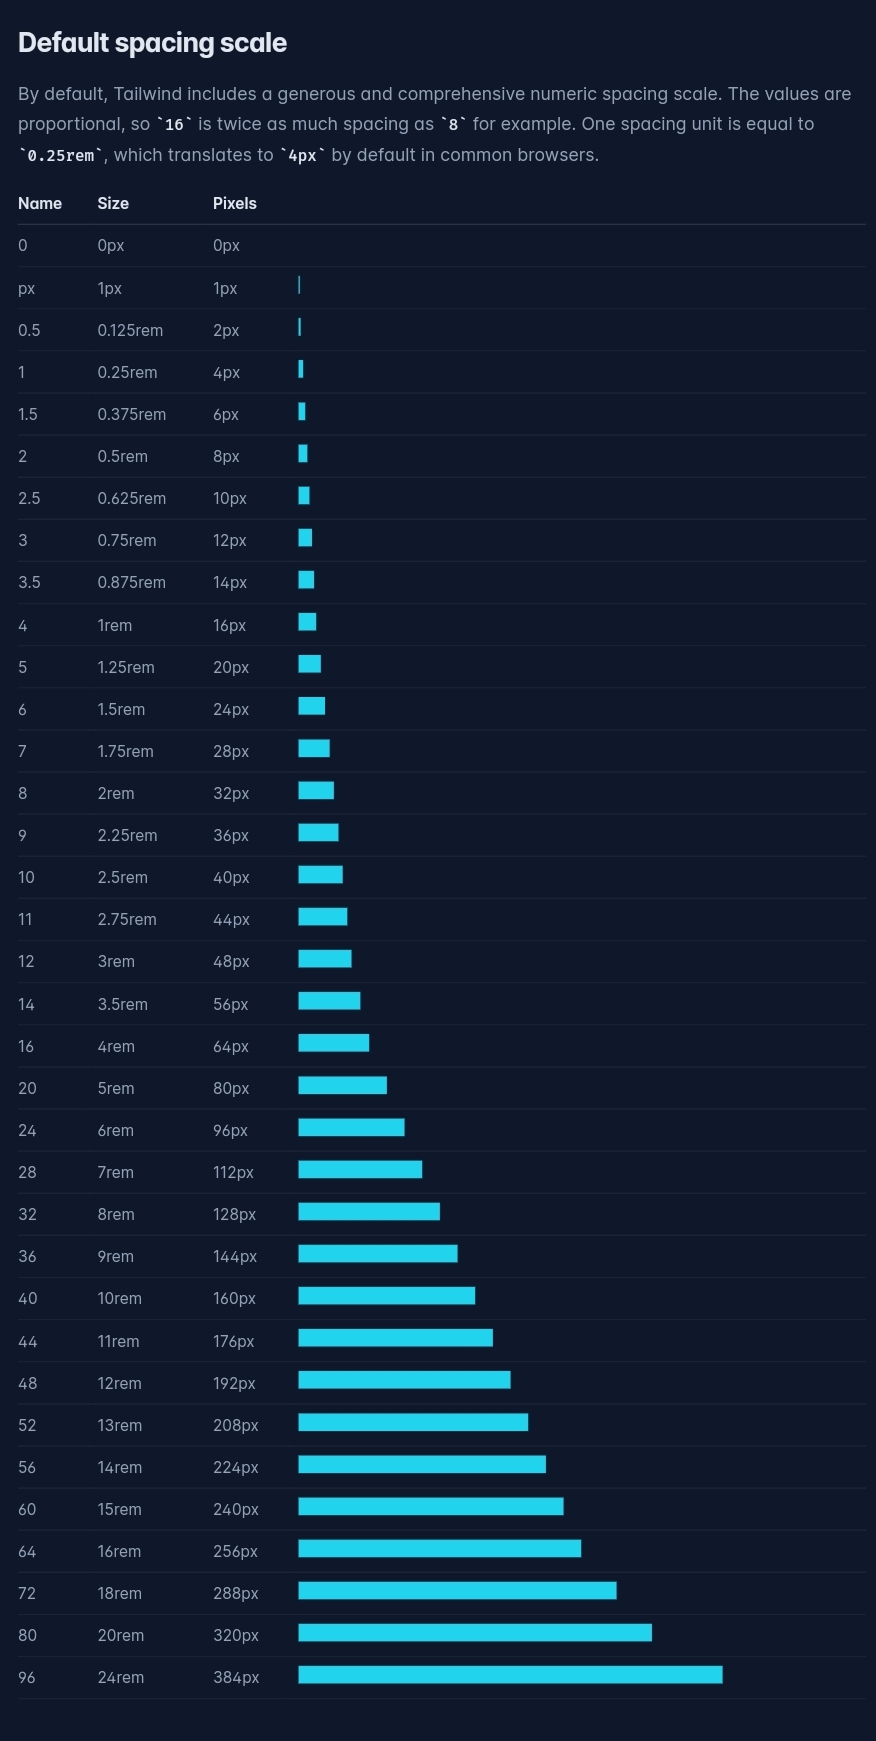 Default spacing scale
By default, Tailwind includes a generous and comprehensive numeric spacing scale. The values are
proportional, so `16` is twice as much spacing as `8` for example. One spacing unit is equal to
`0.25rem`, which translates to `4px` by default in common browsers.
Name Size Pixels
0 0px 0px
px 1px 1px
0.5 0.125rem 2px
1 0.25rem 4px
1.5 0.375rem 6px
2 0.5rem 8px
2.5 0.625rem 10px
3 0.75rem 12px
3.5 0.875rem 14px
4 1rem 16px
5 1.25rem 20px
6 1.5rem 24px
7 1.75rem 28px
8 2rem 32px
9 2.25rem 36px
10 2.5rem 40px
11 2.75rem 44px
12 3rem 48px
14 3.5rem 56px
16 4rem 64px
20 5rem 80px
24 6rem 96px
28 7rem 112px
32 8rem 128px
36 9rem 144px
40 10rem 160px
44 11rem 176px
48 12rem 192px
52 13rem 208px
56 14rem 224px
60 15rem 240px
64 16rem 256px
72 18rem 288px
80 20rem 320px
96 24rem 384px